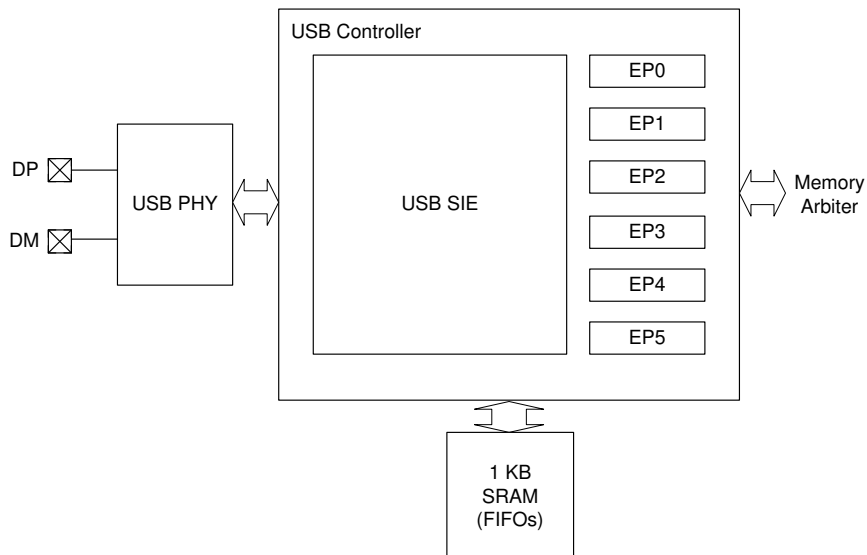 USB Controller
EP0
EP1
DP
USB PHY
USB SIE
EP2
Memory
Arbiter
DM
EP3
EP4
EP5
1 KB
SRAM
(FIFOs)